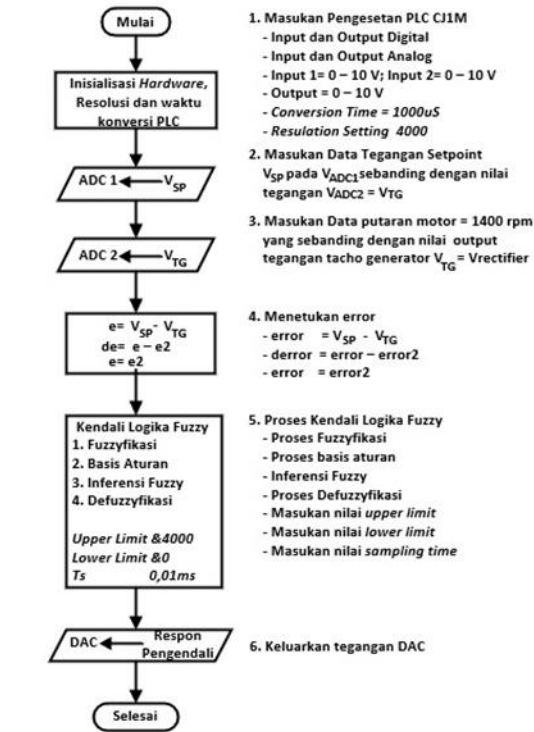 Mulai
Inisialisasi Hardware,
Resolusi dan waktu
konversi PLC
ADC 1 VSP
ADC 2 VTG
e= VSP- VTG
de= e – e2
e= e2
Kendali Logika Fuzzy
1. Fuzzyfikasi
2. Basis Aturan
3. Inferensi Fuzzy
4. Defuzzyfikasi
Upper Limit &4000
Lower Limit &0
Ts 0,01ms
DAC Respon
Pengendali
Selesai
1. Masukan Pengesetan PLC CJ1M
- Input dan Output Digital
- Input dan Output Analog
- Input 1= 0 – 10 V; Input 2= 0 – 10 V
- Output = 0 – 10 V
- Conversion Time = 1000uS
- Resulation Setting 4000
2. Masukan Data Tegangan Setpoint
VSP pada VADC1 sebanding dengan nilai
tegangan VADC2 = VTG
3. Masukan Data putaran motor = 1400 rpm
yang sebanding dengan nilai output
tegangan tacho generator VTG = Vrectifier
4. Menetukan error
- error = VSP - VTG
- derror = error – error2
- error = error2
5. Proses Kendali Logika Fuzzy
- Proses Fuzzyfikasi
- Proses basis aturan
- Inferensi Fuzzy
- Proses Defuzzyfikasi
- Masukan nilai upper limit
- Masukan nilai lower limit
- Masukan nilai sampling time
6. Keluarkan tegangan DAC